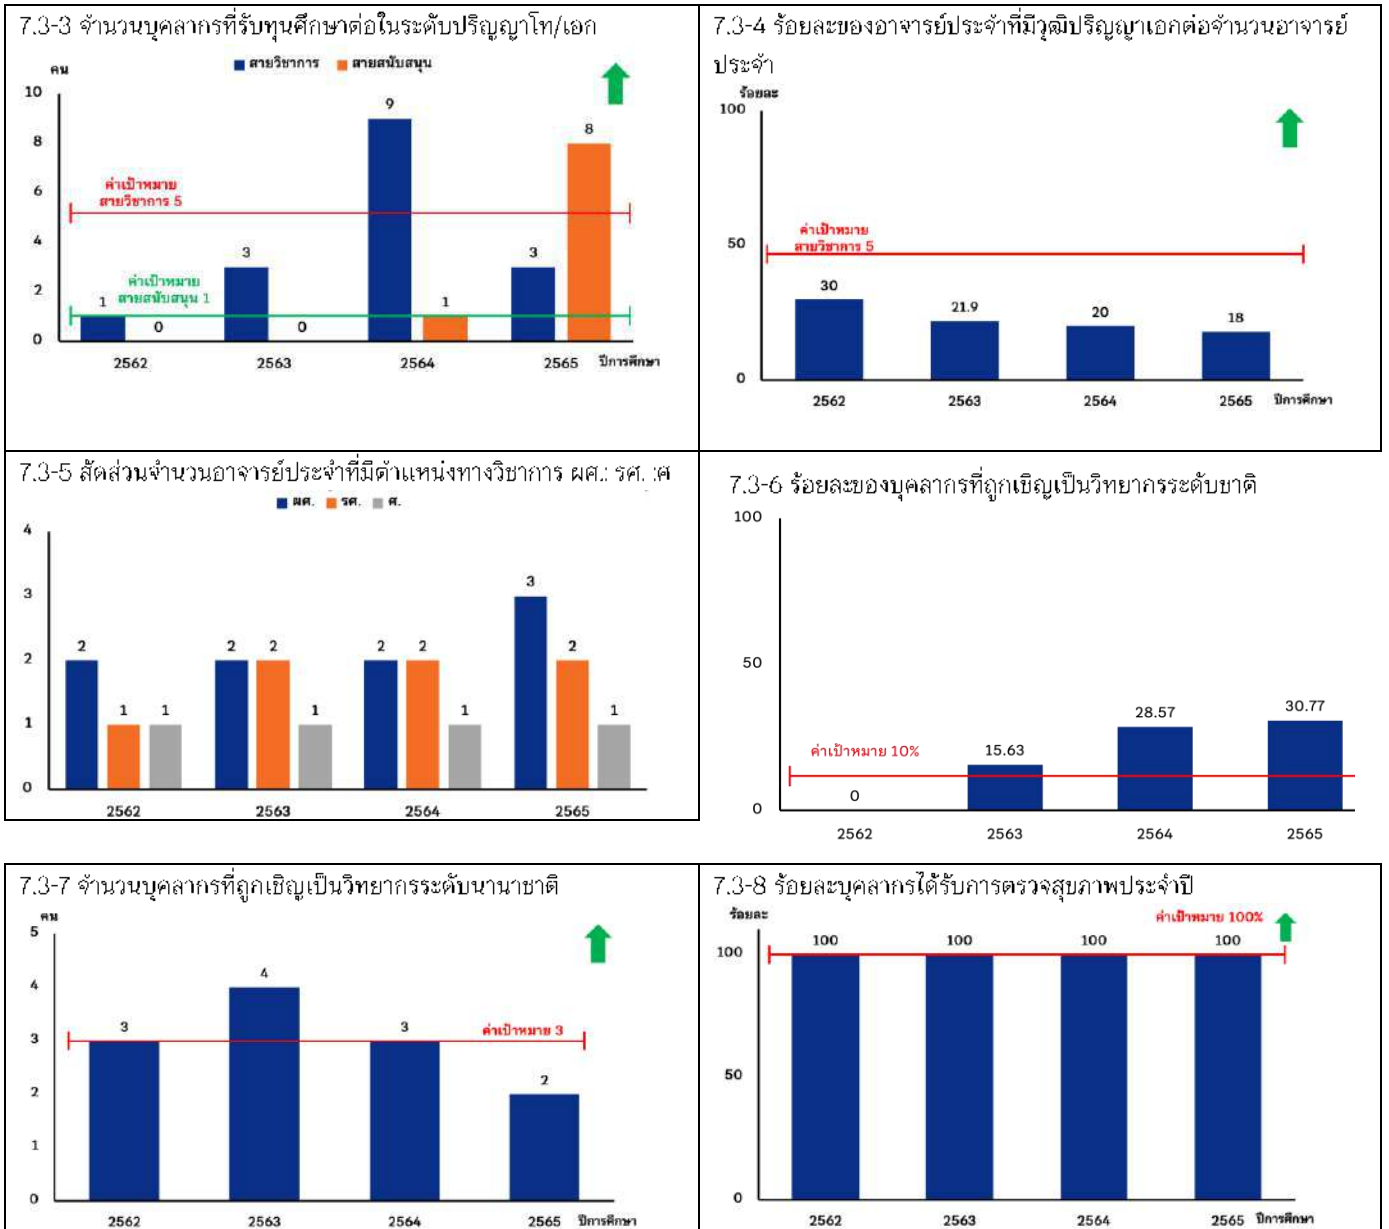 7.3-3 จำนวนบุคลากรที่รับทุนศึกษาต่อในระดับปริญญาโท/เอก
คน
สายวิชาการ สายสนับสนุน
10
8
6
4
2
0
ค่าเป้าหมาย
สายวิชาการ 5
ค่าเป้าหมาย
สายสนับสนุน 1
1 0 3 0 9 1 3 8
2562 2563 2564 2565 ปีการศึกษา
7.3-4 ร้อยละของอาจารย์ประจำที่มีวุฒิปริญญาเอกต่อจำนวนอาจารย์
ประจำ
ร้อยละ
100
50
0
ค่าเป้าหมาย
สายวิชาการ 5
30 21.9 20 18
2562 2563 2564 2565 ปีการศึกษา
7.3-5 สัดส่วนจำนวนอาจารย์ประจำที่มีตำแหน่งทางวิชาการ ผศ.: รศ. :ศ
ผศ. รศ. ศ.
4
3
2
1
0
2 1 1 2 2 1 2 2 1 3 2 1
2562 2563 2564 2565
7.3-6 ร้อยละของบุคลากรที่ถูกเชิญเป็นวิทยากรระดับชาติ
100
50
0
ค่าเป้าหมาย 10%
0 15.63 28.57 30.77
2562 2563 2564 2565
7.3-7 จำนวนบุคลากรที่ถูกเชิญเป็นวิทยากรระดับนานาชาติ
คน
5
4
3
2
1
0
3 4 3 2
ค่าเป้าหมาย 3
2562 2563 2564 2565 ปีการศึกษา
7.3-8 ร้อยละบุคลากรได้รับการตรวจสุขภาพประจำปี
ร้อยละ
ค่าเป้าหมาย 100%
100
50
0
100 100 100 100
2562 2563 2564 2565 ปีการศึกษา